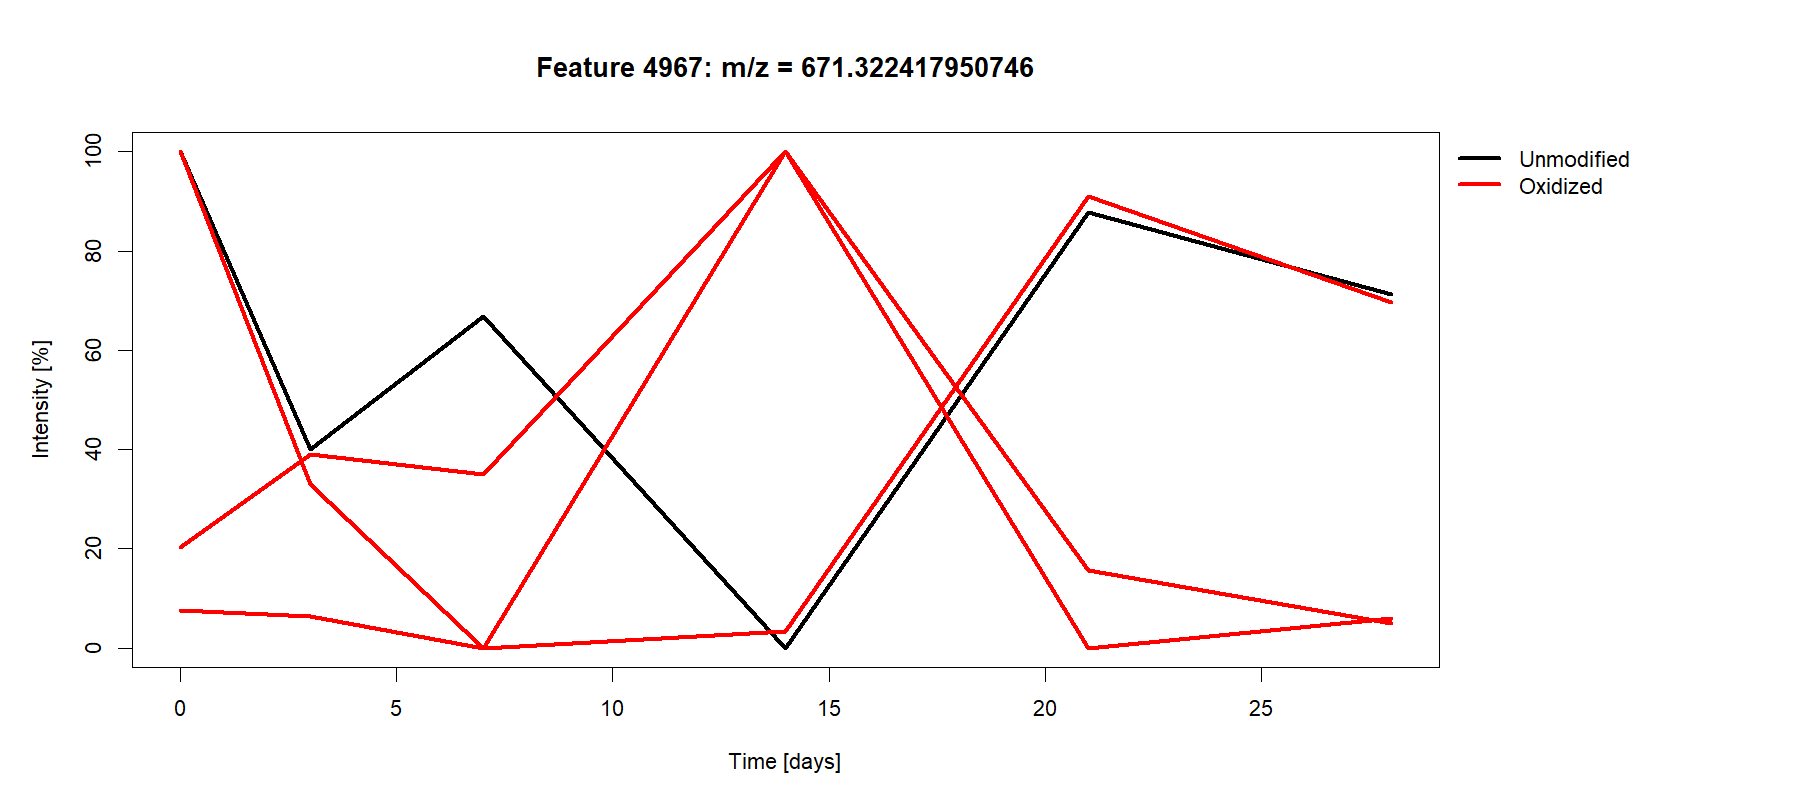 Feature 4967: m/z = 671.322417950746
Unmodified
Oxidized
Intensity [%]
100
80
60
40
20
0
0 5 10 15 20 25
Time [days]